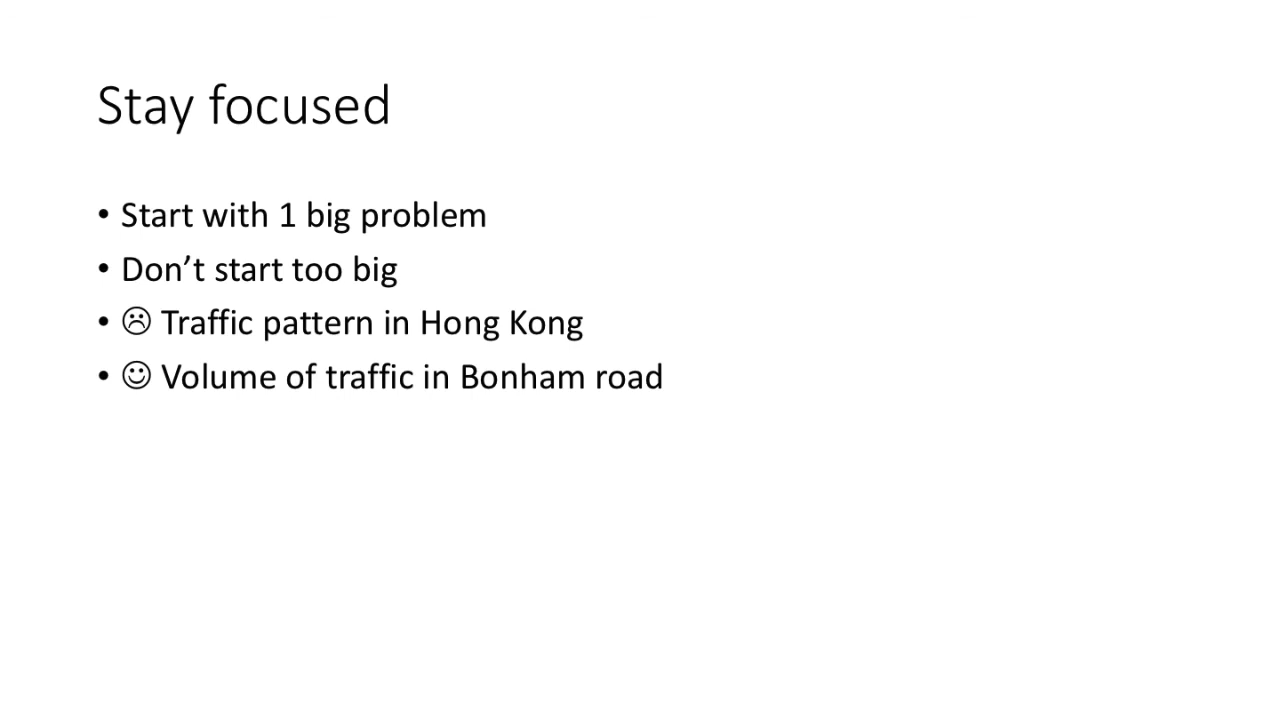 Stay focused
• Start with 1 big problem
• Don’t start too big
• ☹ Traffic pattern in Hong Kong
• ☺ Volume of traffic in Bonham road